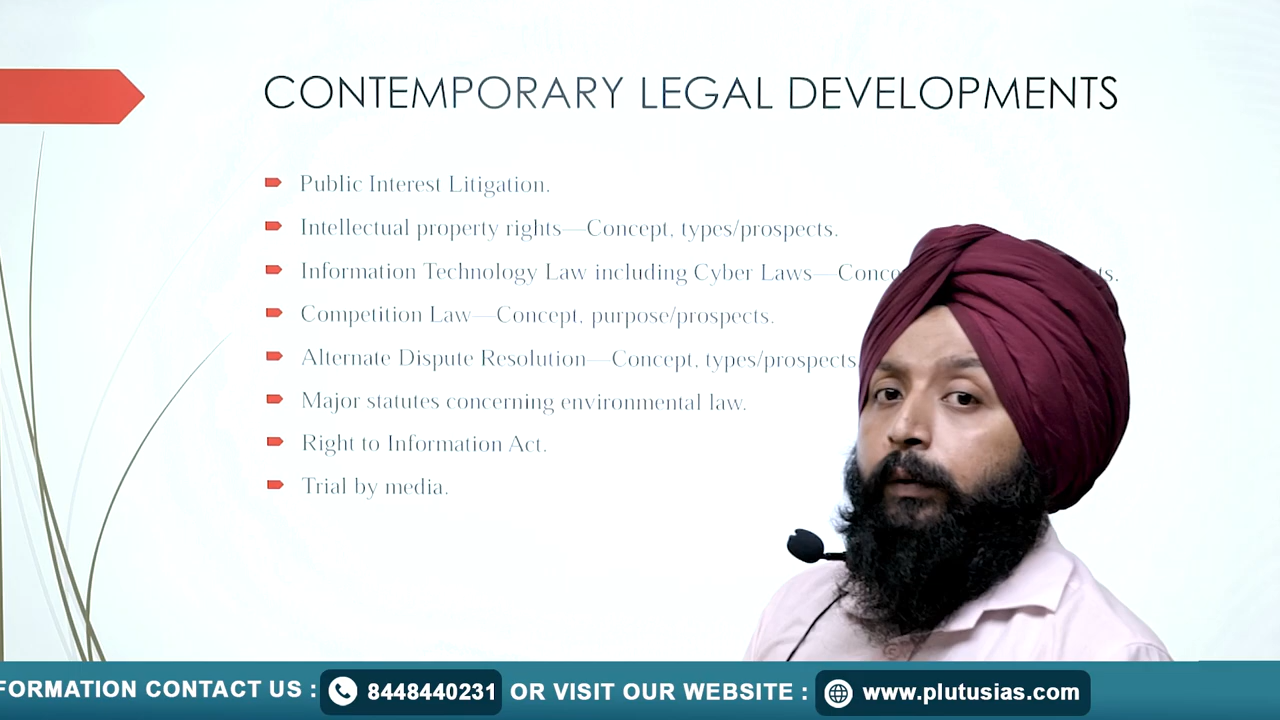 CONTEMPORARY LEGAL DEVELOPMENTS
Public Interest Litigation.
Intellectual property rights—Concept, types/prospects.
Information Technology Law including Cyber Laws—
Competition Law—Concept, purpose/prospects.
Alternate Dispute Resolution—Concept, types/prospects
Major statutes concerning environmental law.
Right to Information Act.
Trial by media.
CONTACT US : 8448440231 OR VISIT OUR WEBSITE : www.plutusias.com